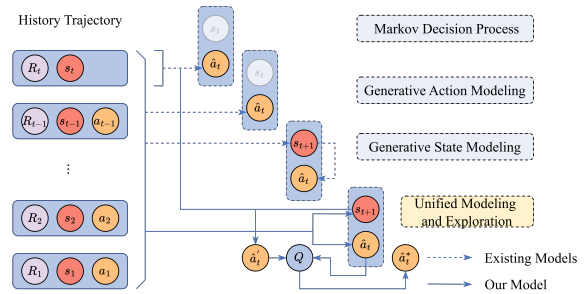 History Trajectory
R_t s_t
R_{t-1} s_{t-1} a_{t-1}
⋮
R_2 s_2 a_2
R_1 s_1 a_1
s_t
â_t
s_t
â_t
s_{t+1}
â_t
s_{t+1}
â_t
â'_t Q â*_t
Markov Decision Process
Generative Action Modeling
Generative State Modeling
Unified Modeling
and Exploration
Existing Models
Our Model